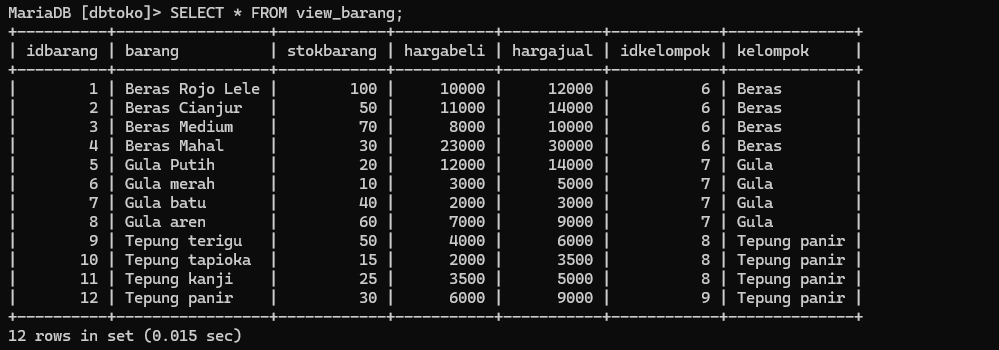 MariaDB [dbtoko]> SELECT * FROM view_barang;
+----------+-----------------+------------+-----------+-----------+------------+--------------+
| idbarang | barang          | stokbarang | hargabeli | hargajual | idkelompok | kelompok     |
+----------+-----------------+------------+-----------+-----------+------------+--------------+
|        1 | Beras Rojo Lele |        100 |     10000 |     12000 |          6 | Beras        |
|        2 | Beras Cianjur   |         50 |     11000 |     14000 |          6 | Beras        |
|        3 | Beras Medium    |         70 |      8000 |     10000 |          6 | Beras        |
|        4 | Beras Mahal     |         30 |     23000 |     30000 |          6 | Beras        |
|        5 | Gula Putih      |         20 |     12000 |     14000 |          7 | Gula         |
|        6 | Gula merah      |         10 |      3000 |      5000 |          7 | Gula         |
|        7 | Gula batu       |         40 |      2000 |      3000 |          7 | Gula         |
|        8 | Gula aren       |         60 |      7000 |      9000 |          7 | Gula         |
|        9 | Tepung terigu   |         50 |      4000 |      6000 |          8 | Tepung panir |
|       10 | Tepung tapioka  |         15 |      2000 |      3500 |          8 | Tepung panir |
|       11 | Tepung kanji    |         25 |      3500 |      5000 |          8 | Tepung panir |
|       12 | Tepung panir    |         30 |      6000 |      9000 |          9 | Tepung panir |
+----------+-----------------+------------+-----------+-----------+------------+--------------+
12 rows in set (0.015 sec)